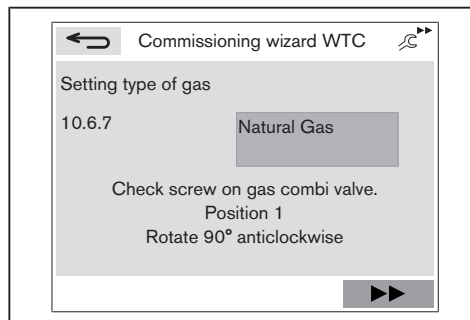 Commissioning wizard WTC
Setting type of gas
10.6.7 Natural Gas
Check screw on gas combi valve.
Position 1
Rotate 90° anticlockwise